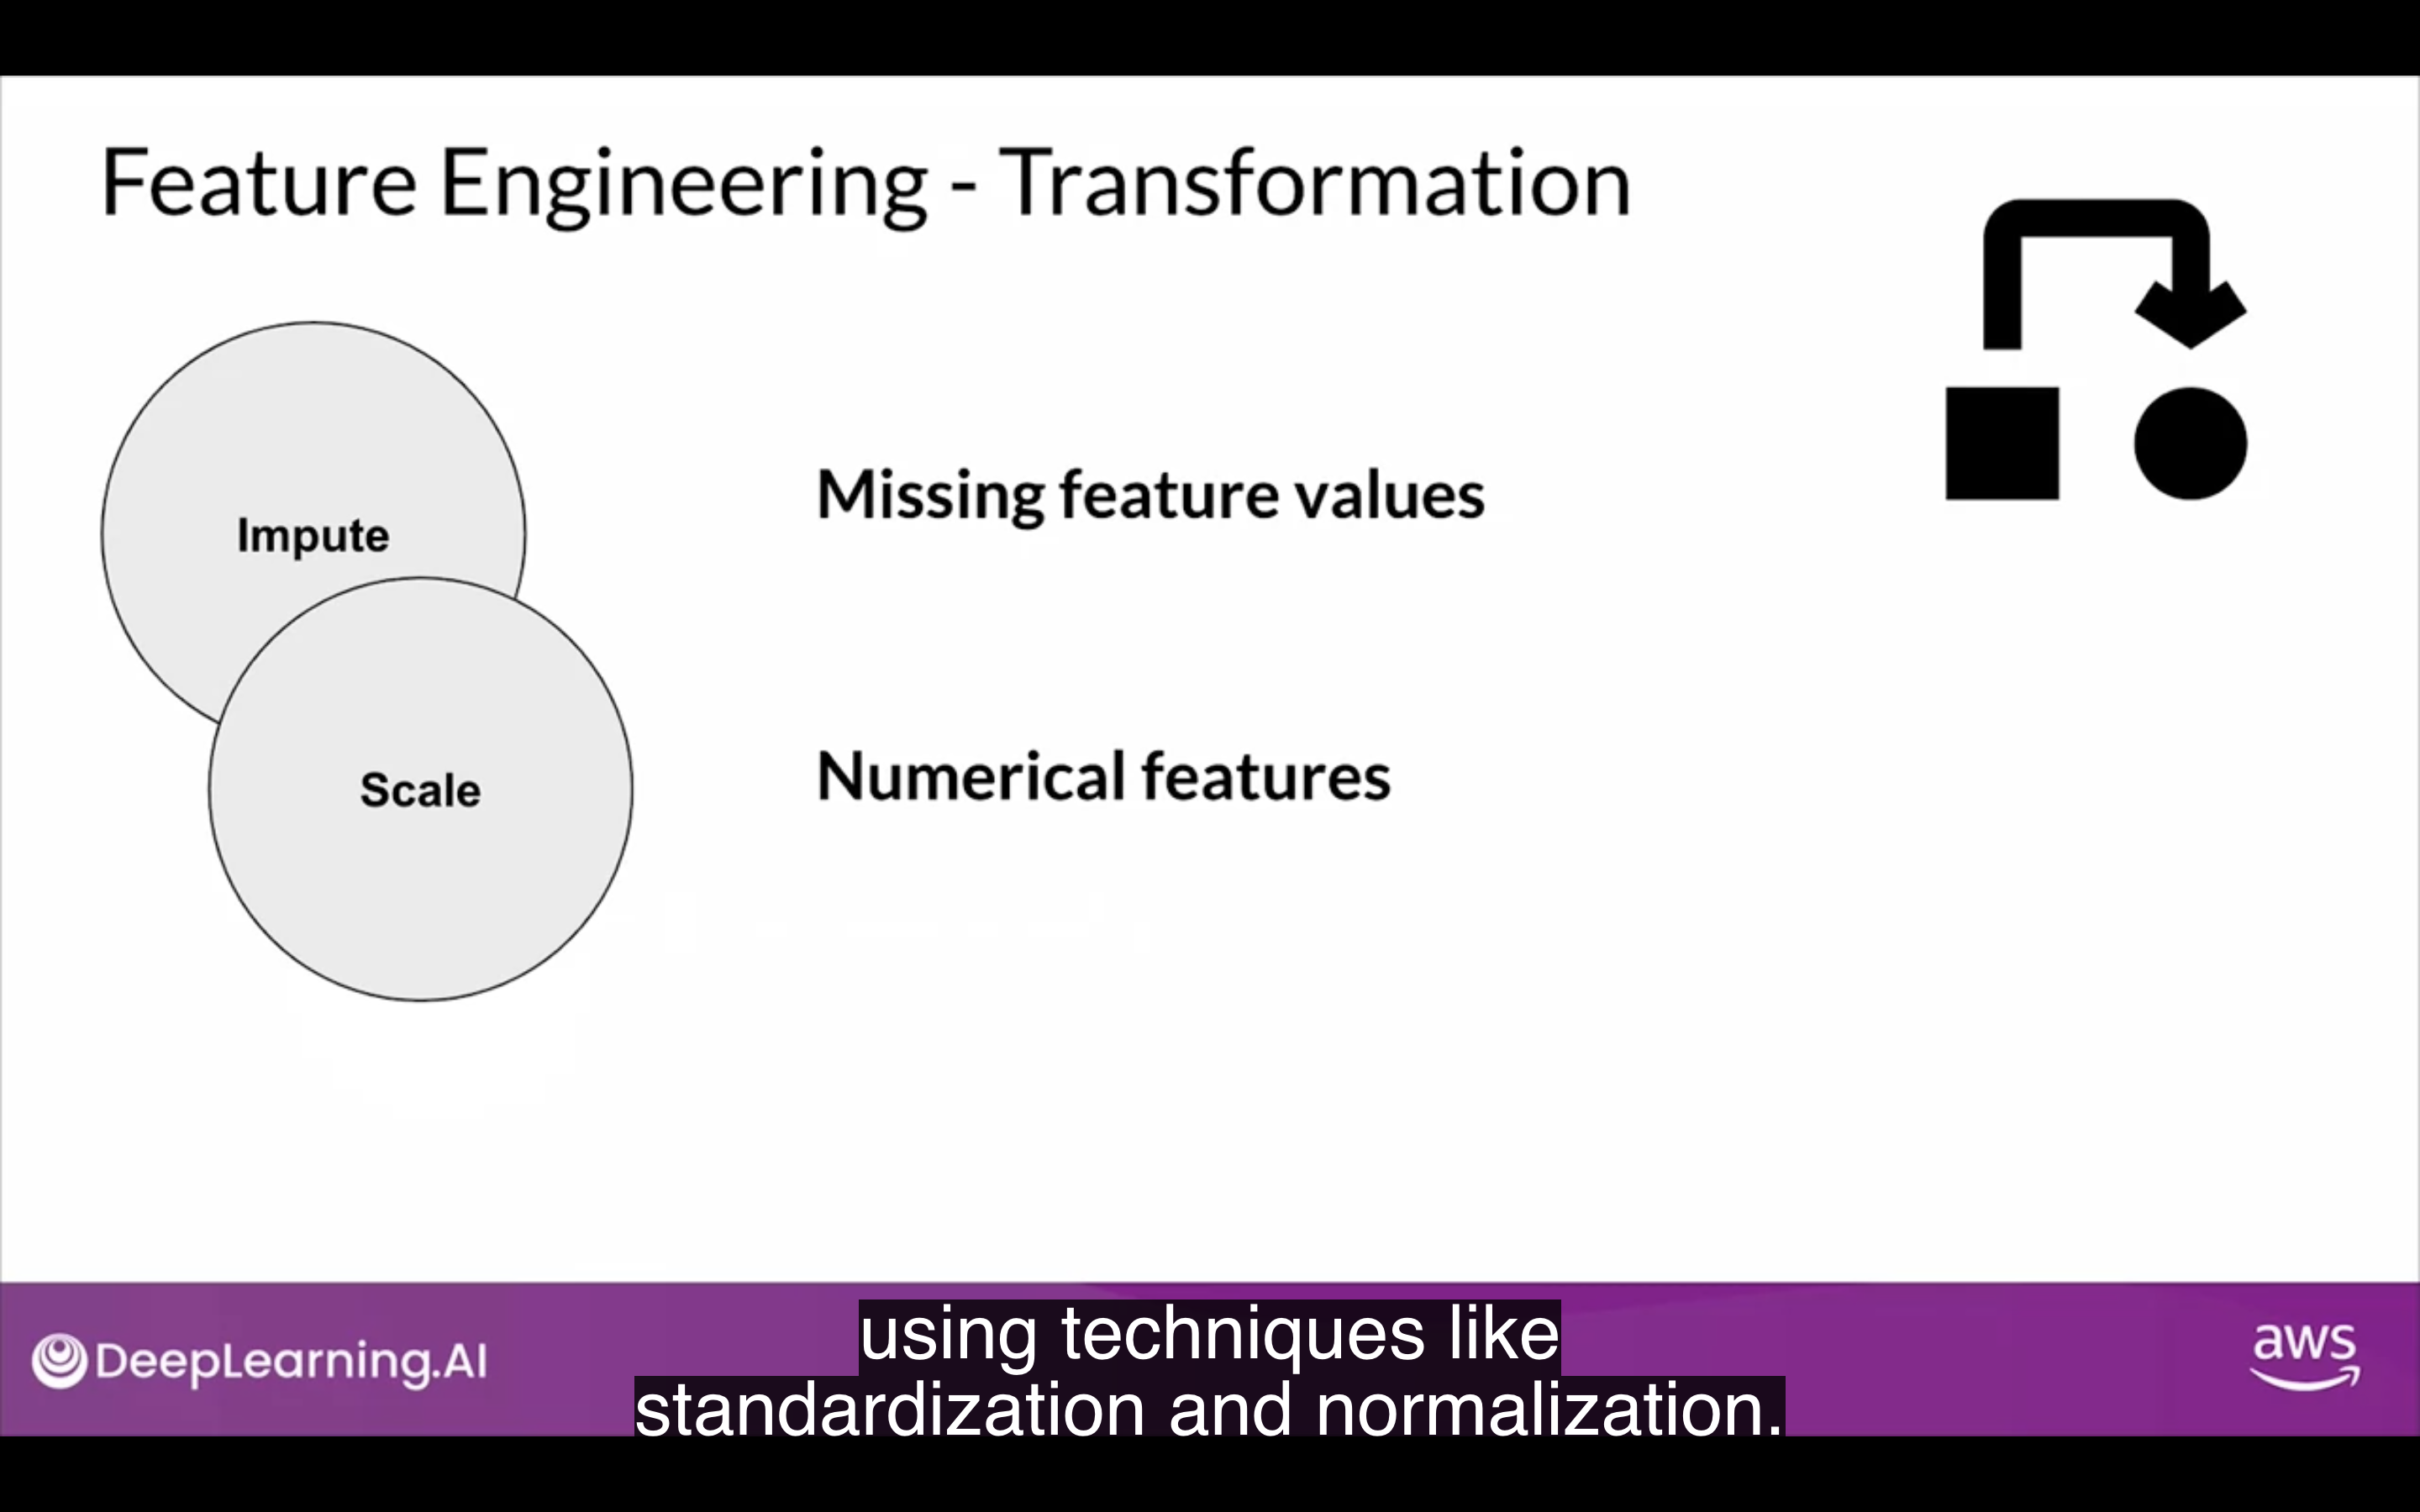 Feature Engineering - Transformation
Impute
Missing feature values
Scale
Numerical features
DeepLearning.AI
using techniques like
standardization and normalization.
aws